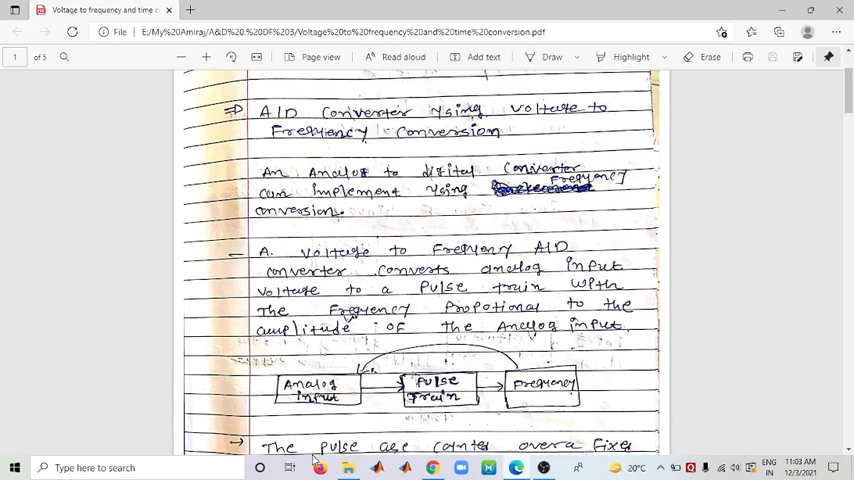 Voltage to frequency and time c
E:/My%20Amiraj/A&D%20.%20DF%203/Voltage%20to%20frequency%20and%20time%20conversion.pdf
1 of 5
Page view
Read aloud
Add text
Draw
Highlight
Erase
⇒ A/D Converter Using Voltage to
Frequency Conversion
An Analog to digital Converter
can implement Using Frequency
conversion.
- A. Voltage to Frequency A/D
converter converts analog input
voltage to a pulse train with
The Frequency Propotional to the
amplitude of the Analog input.
Analog input
Pulse Train
Frequency
→ The pulse are counter over a Fixes
Type here to search
20°C
ENG
IN
11:03 AM
12/3/2021